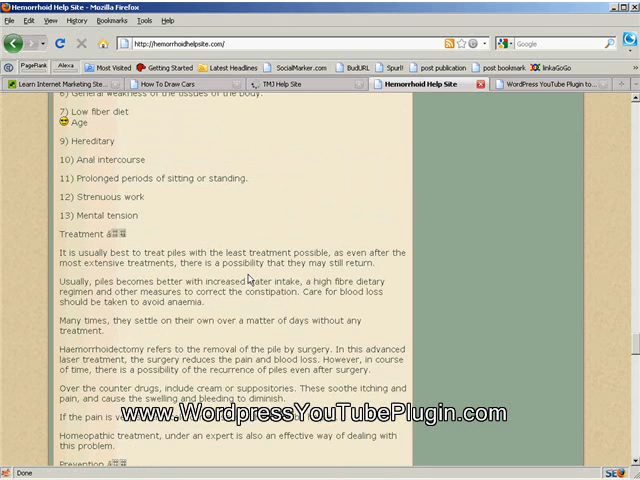 Hemorrhoid Help Site - Mozilla Firefox
File Edit View History Bookmarks Tools Help
http://hemorrhoidhelpsite.com/
Google
PageRank Alexa Most Visited Getting Started Latest Headlines SocialMarker.com BudURL Spurl! post publication post bookmark linkaGoGo
Learn Internet Marketing Ste... How To Draw Cars TMJ Help Site Hemorrhoid Help Site WordPress YouTube Plugin to...
6) General weakness of the tissues of the body.
7) Low fiber diet
Age
9) Hereditary
10) Anal intercourse
11) Prolonged periods of sitting or standing.
12) Strenuous work
13) Mental tension
Treatment â
It is usually best to treat piles with the least treatment possible, as even after the
most extensive treatments, there is a possibility that they may still return.
Usually, piles becomes better with increased water intake, a high fibre dietary
regimen and other measures to correct the constipation. Care for blood loss
should be taken to avoid anaemia.
Many times, they settle on their own over a matter of days without any
treatment.
Haemorrhoidectomy refers to the removal of the pile by surgery. In this advanced
laser treatment, the surgery reduces the pain and blood loss. However, in course
of time, there is a possibility of the recurrence of piles even after surgery.
Over the counter drugs, include cream or suppositories. These soothe itching and
pain, and cause the swelling and bleeding to diminish.
If the pain is ve
www.WordpressYouTubePlugin.com
Homeopathic treatment, under an expert is also an effective way of dealing with
this problem.
Prevention â
Done
SEO